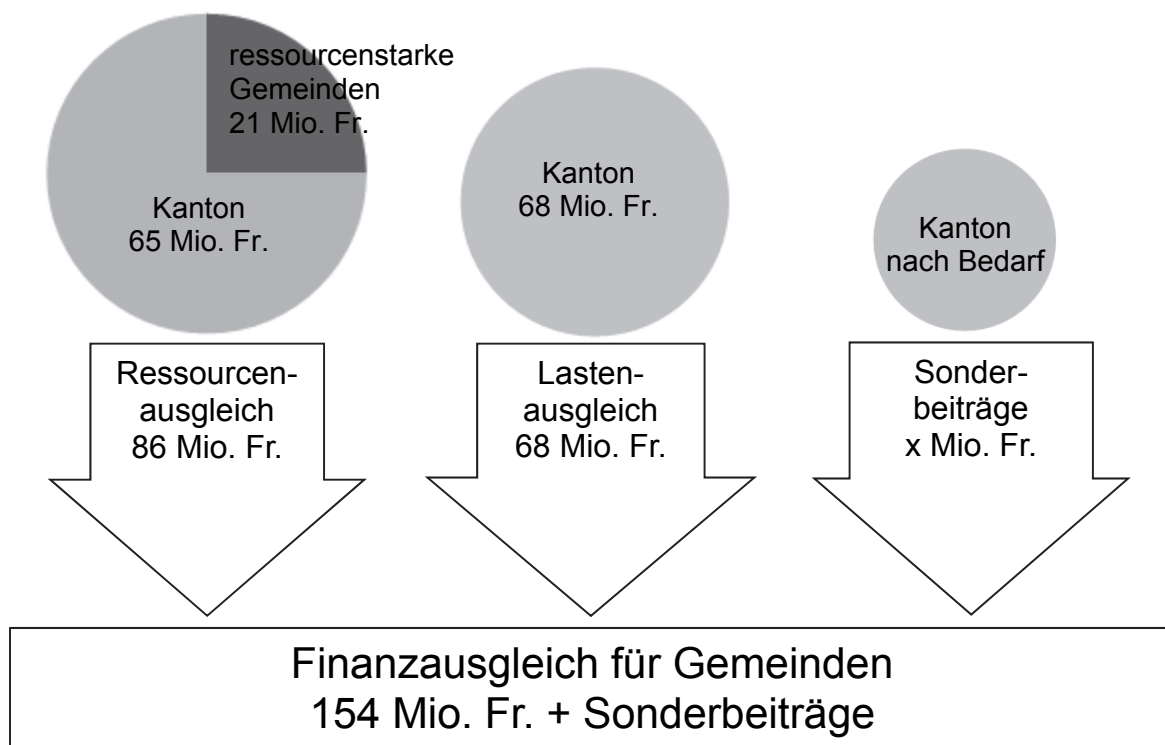 ressourcenstarke
Gemeinden
21 Mio. Fr.
Kanton
65 Mio. Fr.
Kanton
68 Mio. Fr.
Kanton
nach Bedarf
Ressourcen-
ausgleich
86 Mio. Fr.
Lasten-
ausgleich
68 Mio. Fr.
Sonder-
beiträge
x Mio. Fr.
Finanzausgleich für Gemeinden
154 Mio. Fr. + Sonderbeiträge